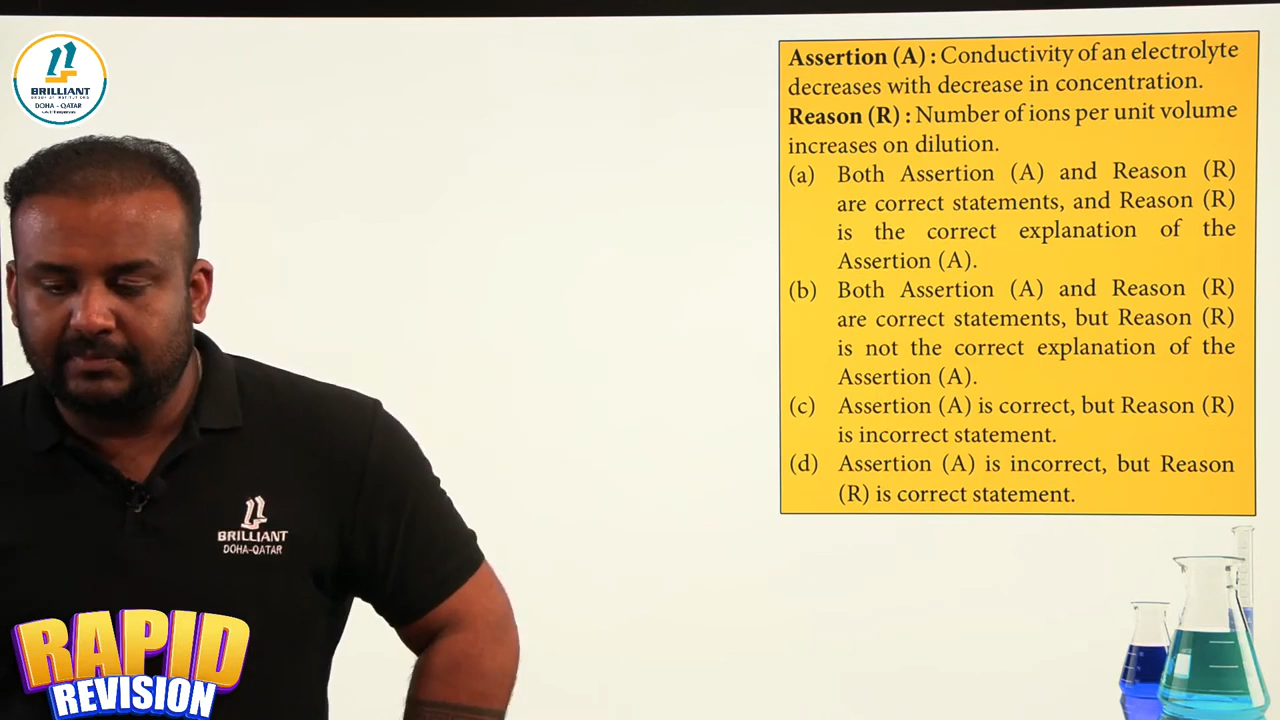 BRILLIANT
DOHA - QATAR
Assertion (A) : Conductivity of an electrolyte
decreases with decrease in concentration.
Reason (R) : Number of ions per unit volume
increases on dilution.
(a) Both Assertion (A) and Reason (R)
are correct statements, and Reason (R)
is the correct explanation of the
Assertion (A).
(b) Both Assertion (A) and Reason (R)
are correct statements, but Reason (R)
is not the correct explanation of the
Assertion (A).
(c) Assertion (A) is correct, but Reason (R)
is incorrect statement.
(d) Assertion (A) is incorrect, but Reason
(R) is correct statement.
BRILLIANT
DOHA-QATAR
RAPID
REVISION